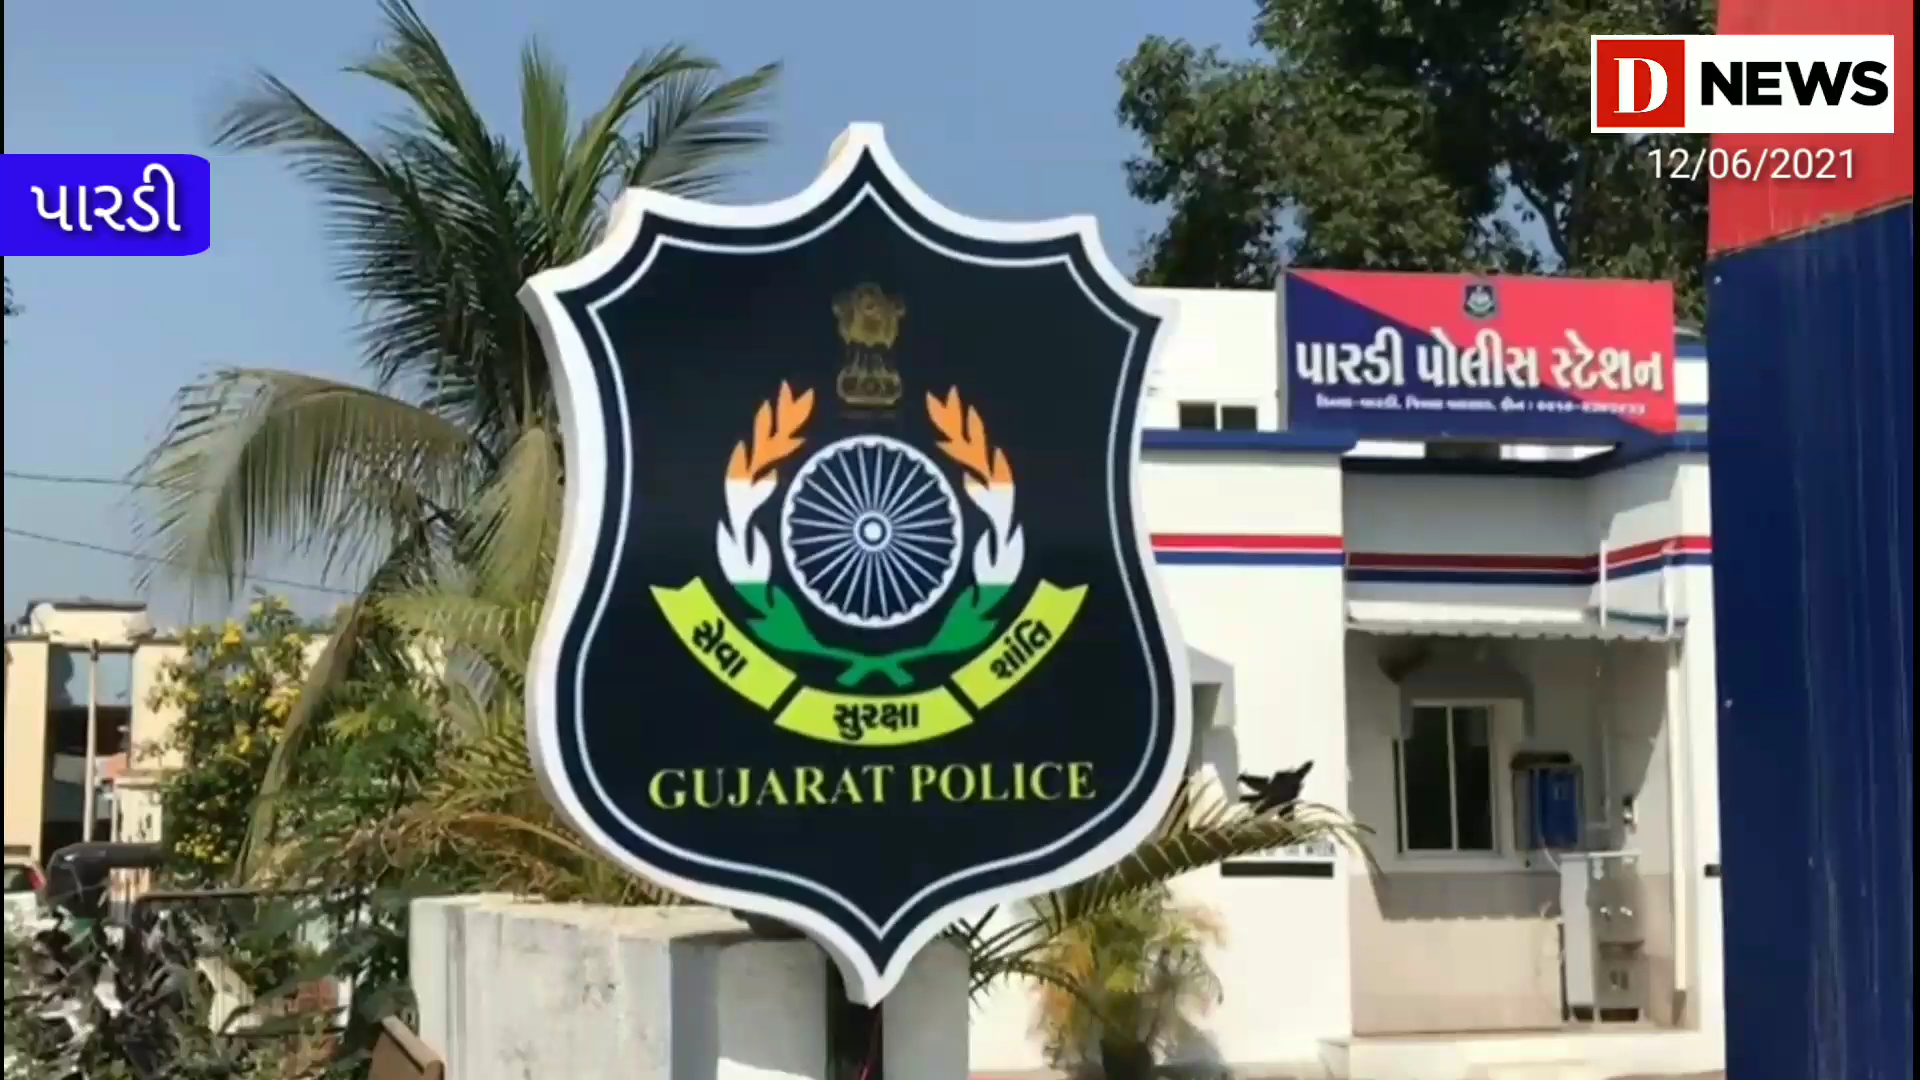 D NEWS
12/06/2021
પારડી
પારડી પોલીસ સ્ટેશન
સેવા
સુરક્ષા
શાંતિ
GUJARAT POLICE